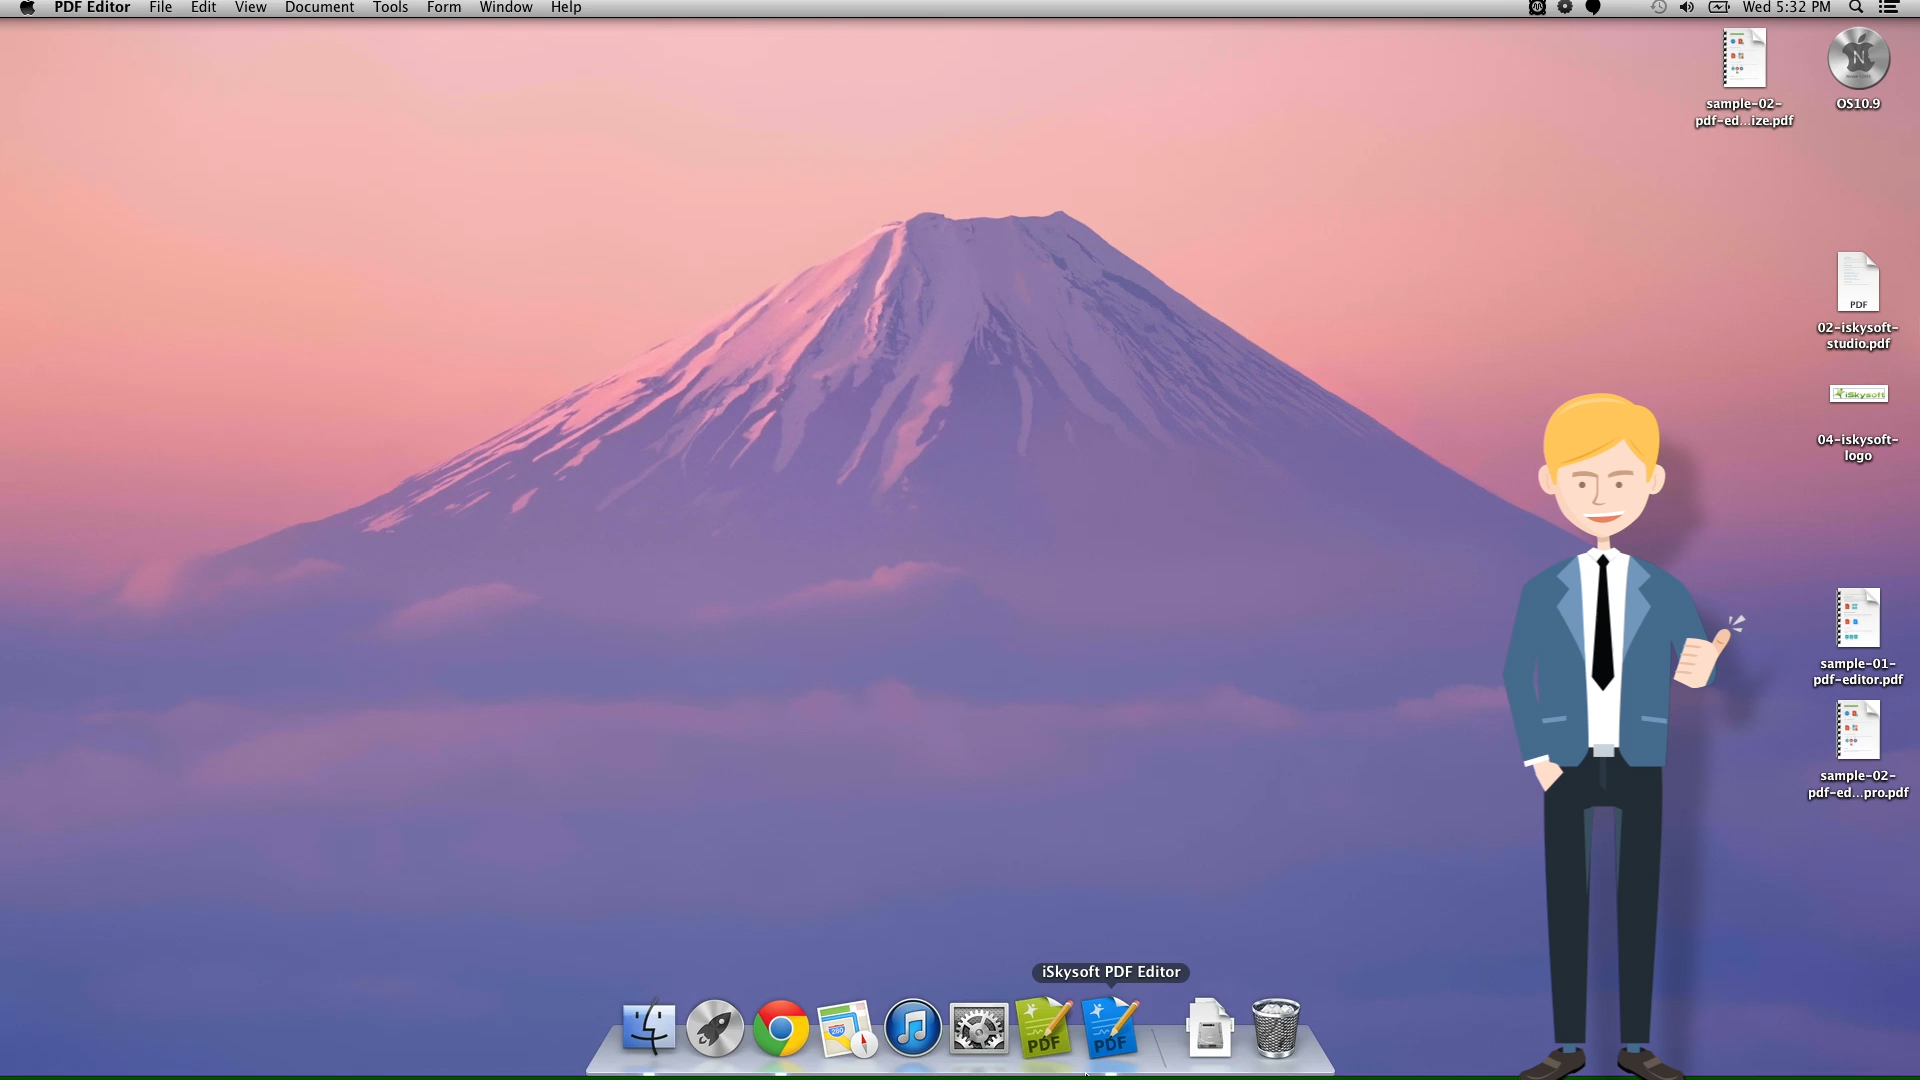 PDF Editor File Edit View Document Tools Form Window Help Wed 5:32 PM
sample-02-
pdf-ed...ize.pdf
N
OS10.9
PDF
02-iskysoft-
studio.pdf
iSkysoft
04-iskysoft-
logo
sample-01-
pdf-editor.pdf
sample-02-
pdf-ed...pro.pdf
iSkysoft PDF Editor
280
PDF
PDF